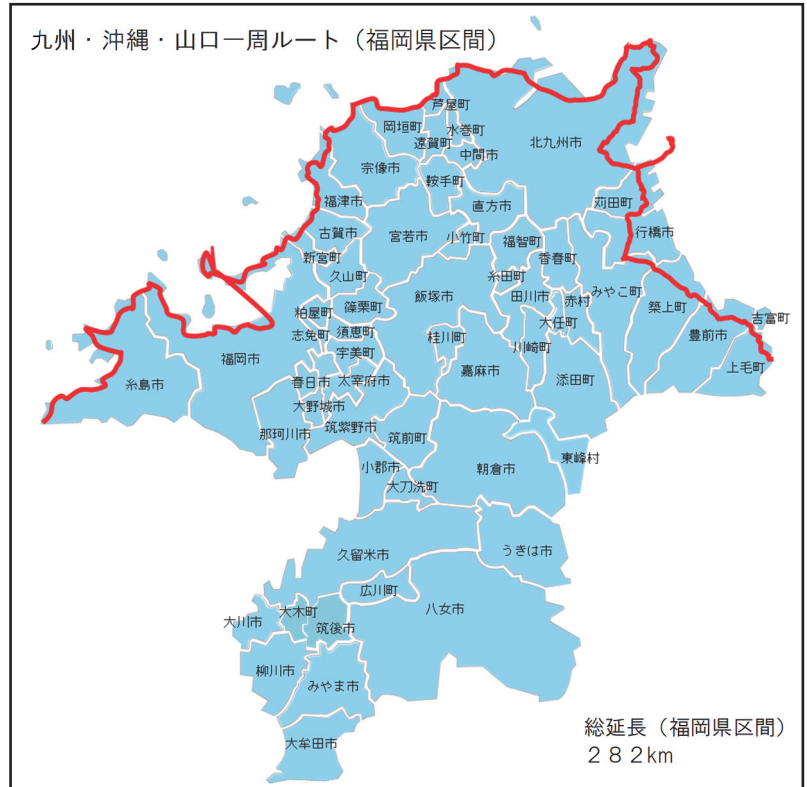 九州・沖縄・山口一周ルート（福岡県区間）
芦屋町
岡垣町
水巻町
遠賀町
北九州市
中間市
宗像市
鞍手町
福津市
直方市
苅田町
古賀市
宮若市
小竹町
福智町
行橋市
新宮町
香春町
久山町
糸田町
みやこ町
飯塚市
田川市
赤村
築上町
粕屋町
篠栗町
吉富町
志免町
須恵町
桂川町
大任町
豊前市
福岡市
宇美町
川崎町
上毛町
糸島市
春日市
太宰府市
嘉麻市
添田町
大野城市
那珂川市
筑紫野市
筑前町
小郡市
朝倉市
東峰村
大刀洗町
久留米市
うきは市
広川町
大川市
大木町
筑後市
八女市
柳川市
みやま市
大牟田市
総延長（福岡県区間）
２８２km